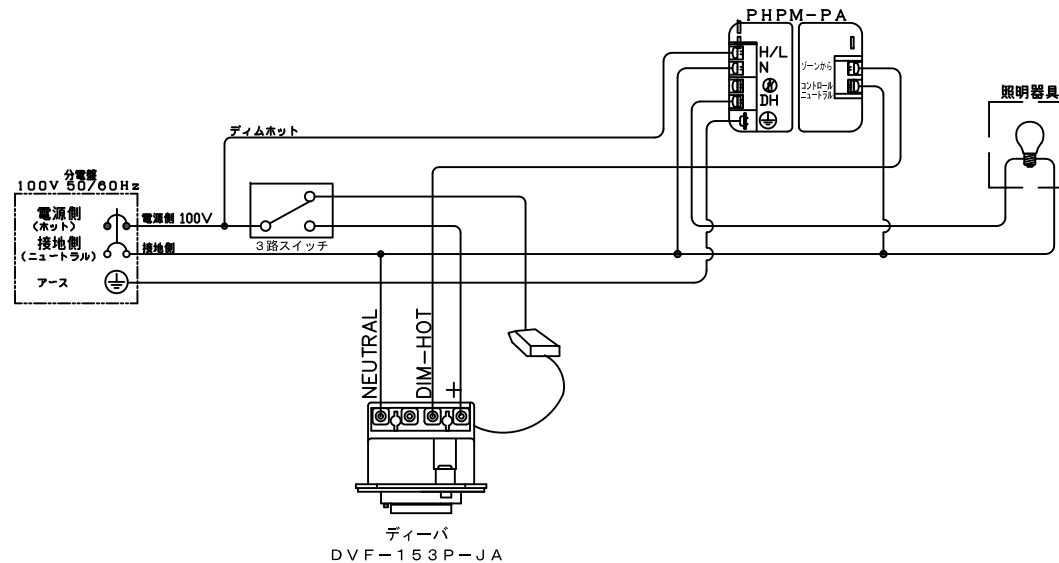 PHPM-PA
H/L
N
DH
ゾーンから
コントロール
ニュートラル
照明器具
ディムホット
分電盤
100V 50/60Hz
電源側
(ホット)
接地側
(ニュートラル)
アース
電源側 100V
接地側
3路スイッチ
NEUTRAL
DIM-HOT
+
ディーバ
DVF-153P-JA